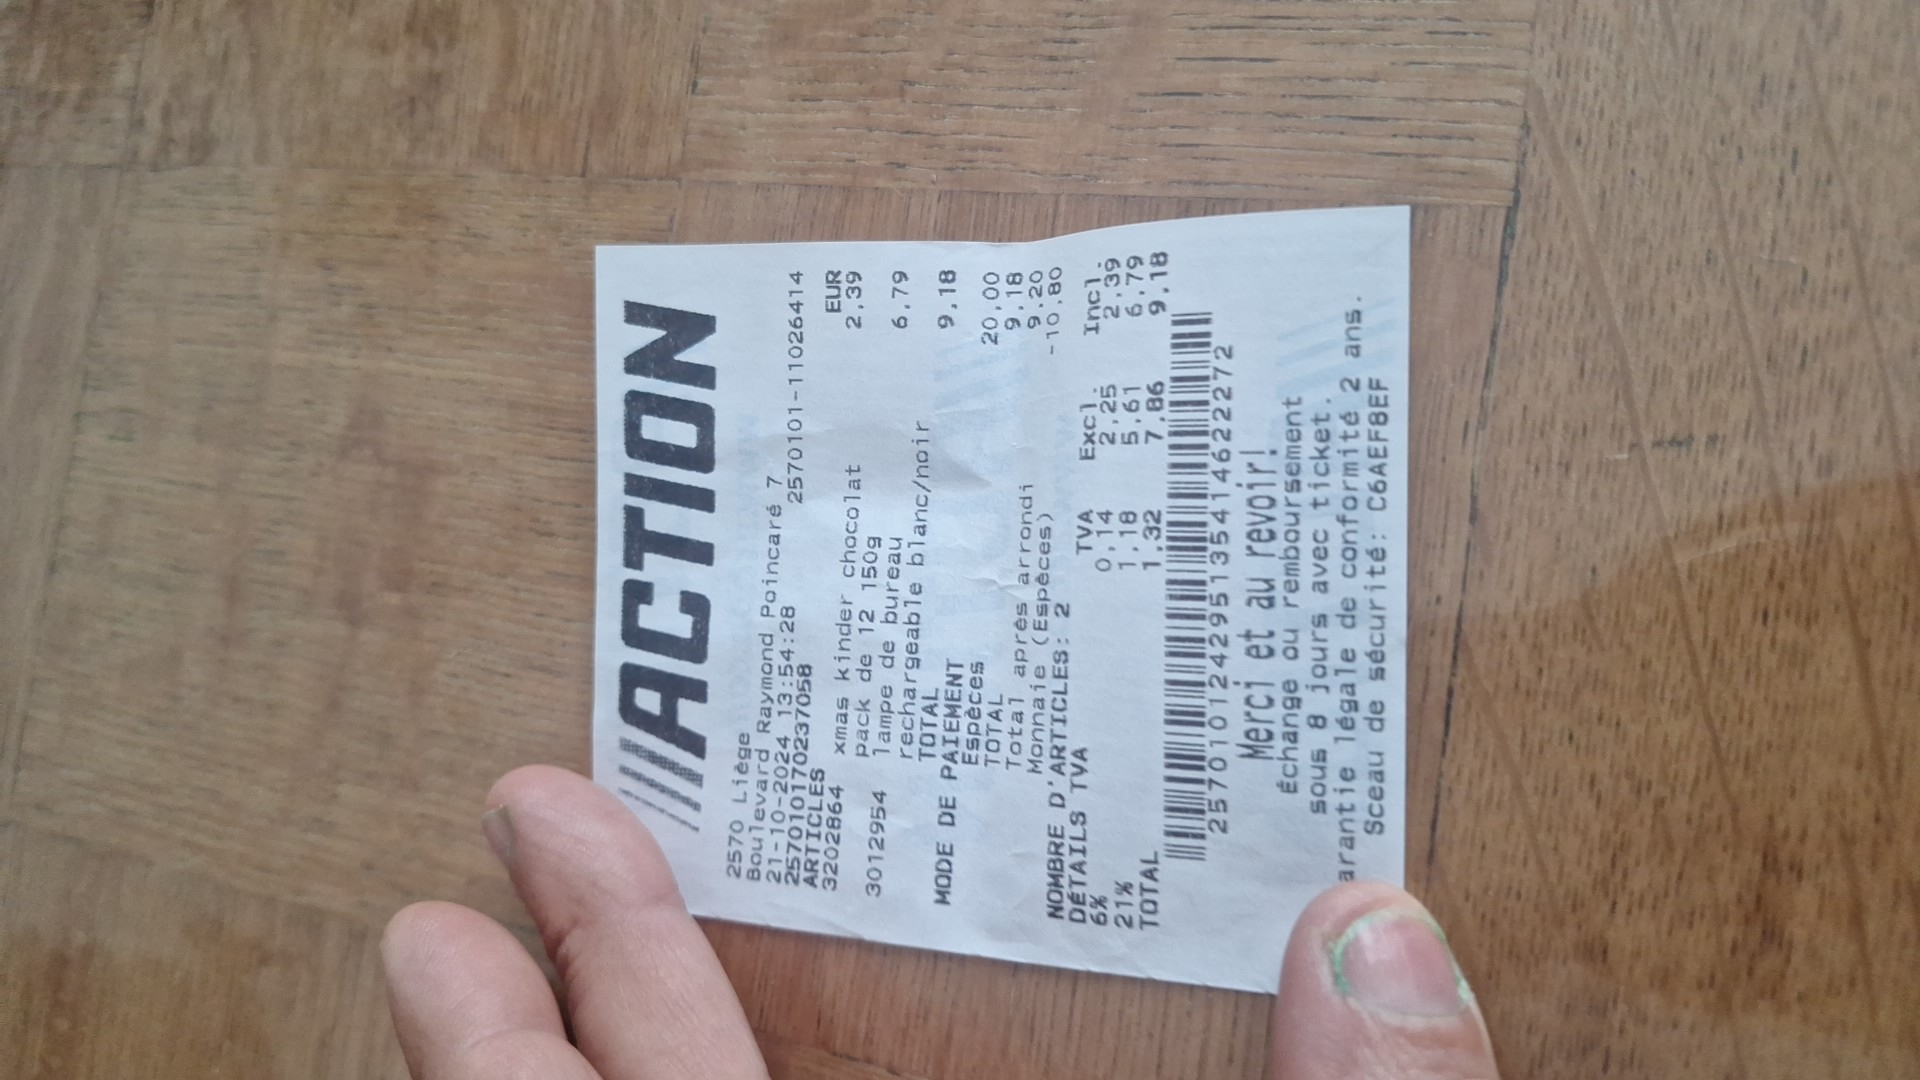 ACTION
2570 Liège
Boulevard Raymond Poincaré 7
21-10-2024 13:54:28 2570101-11026414
2570101702370 58
ARTICLES EUR
3202864 xmas kinder chocolat 2,39
pack de 12 150g
3012954 lampe de bureau 6,79
rechargeable blanc/noir
TOTAL 9,18
MODE DE PAIEMENT
Espèces 20,00
TOTAL 9,18
Total après arrondi 9,20
Monnaie (Espèces) -10,80
NOMBRE D'ARTICLES: 2
DÉTAILS TVA TVA Excl. Incl.
6% 0,14 2,25 2,39
21% 1,18 5,61 6,79
TOTAL 1,32 7,86 9,18
2570101242951354146222272
Merci et au revoir!
Échange ou remboursement
sous 8 jours avec ticket.
arantie légale de conformité 2 ans.
Sceau de sécurité: C6AEF8EF